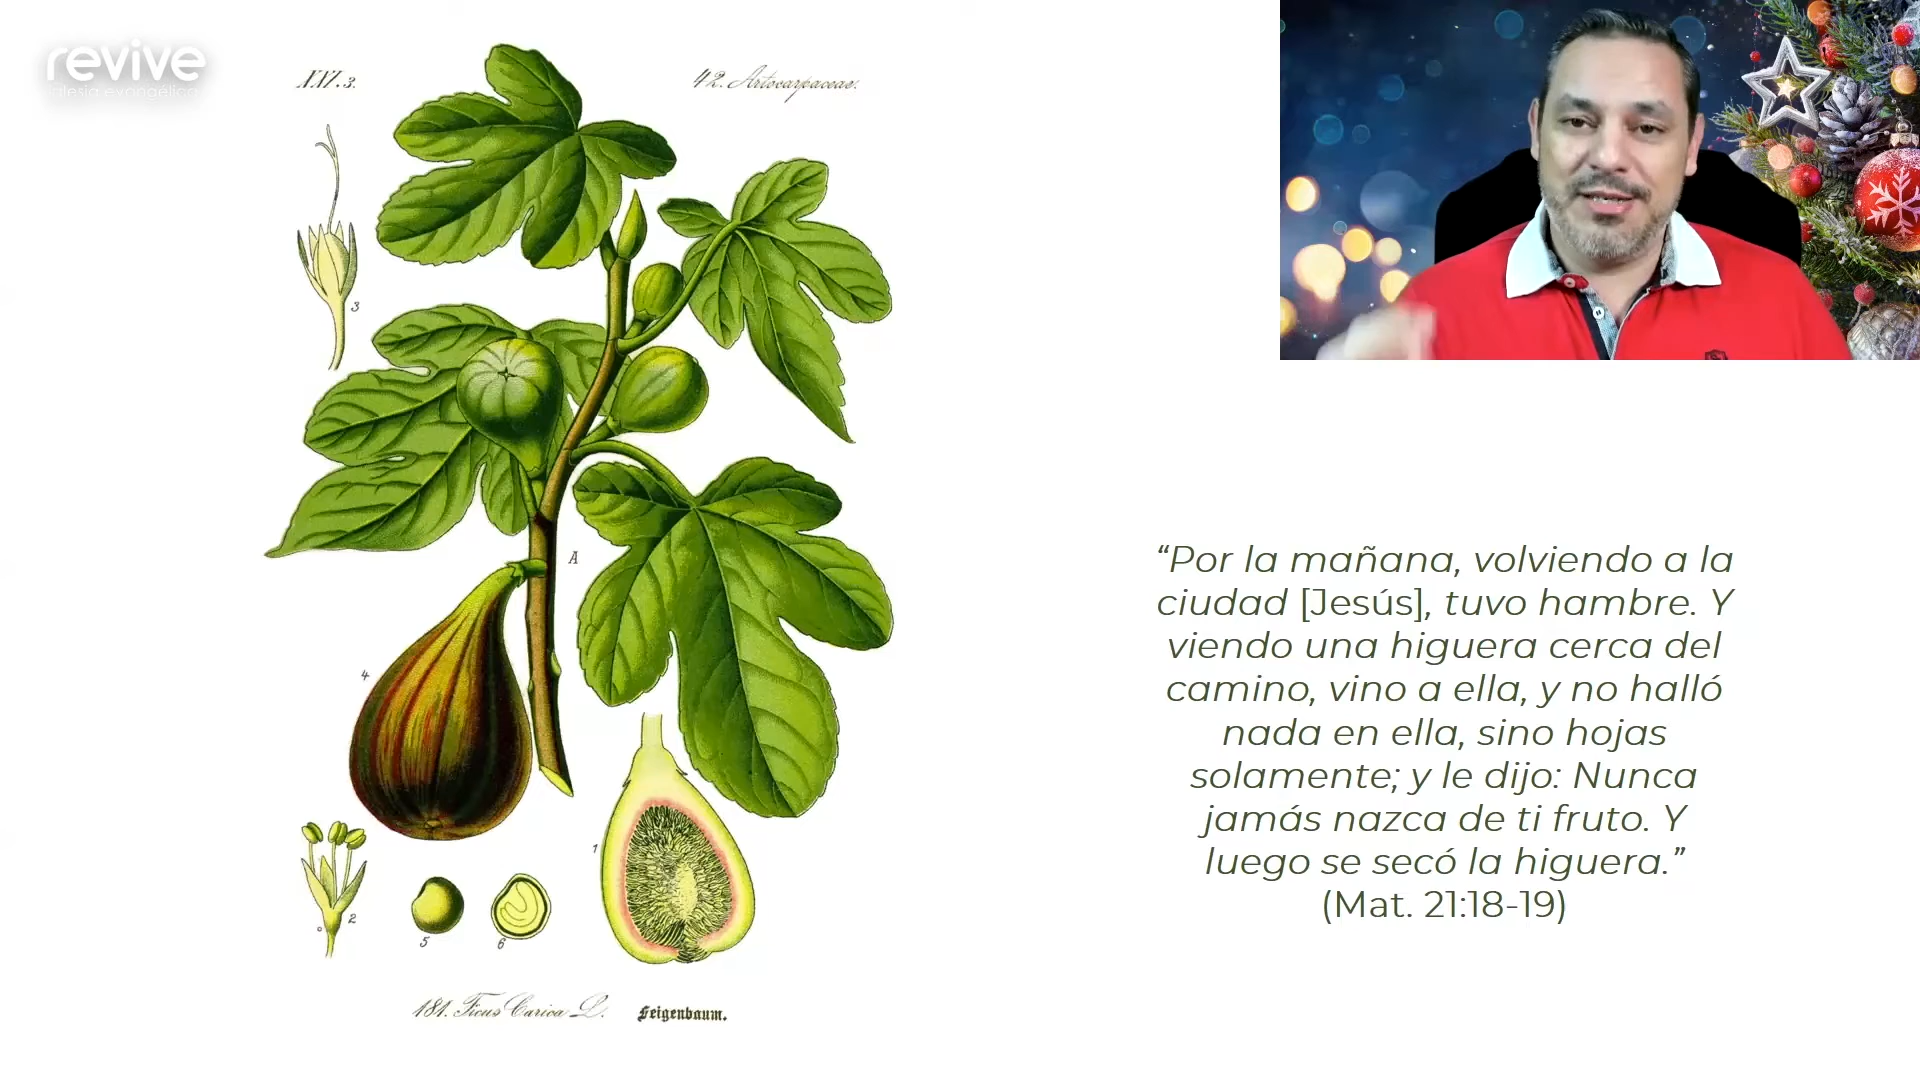 revive
iglesia evangélica
XXI.3.
42. Artocarpaceae.
3
A
4
1
2
5
6
181. Ficus Carica L.
Feigenbaum.
“Por la mañana, volviendo a la
ciudad [Jesús], tuvo hambre. Y
viendo una higuera cerca del
camino, vino a ella, y no halló
nada en ella, sino hojas
solamente; y le dijo: Nunca
jamás nazca de ti fruto. Y
luego se secó la higuera.”
(Mat. 21:18-19)